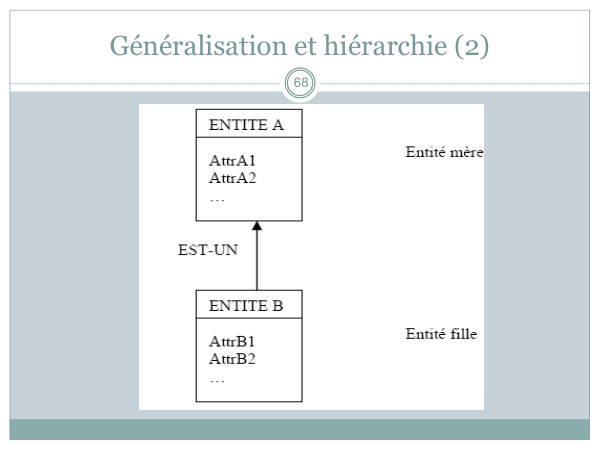 Généralisation et hiérarchie (2)
68
ENTITE A
Entité mère
AttrA1
AttrA2
...
EST-UN
ENTITE B
Entité fille
AttrB1
AttrB2
...